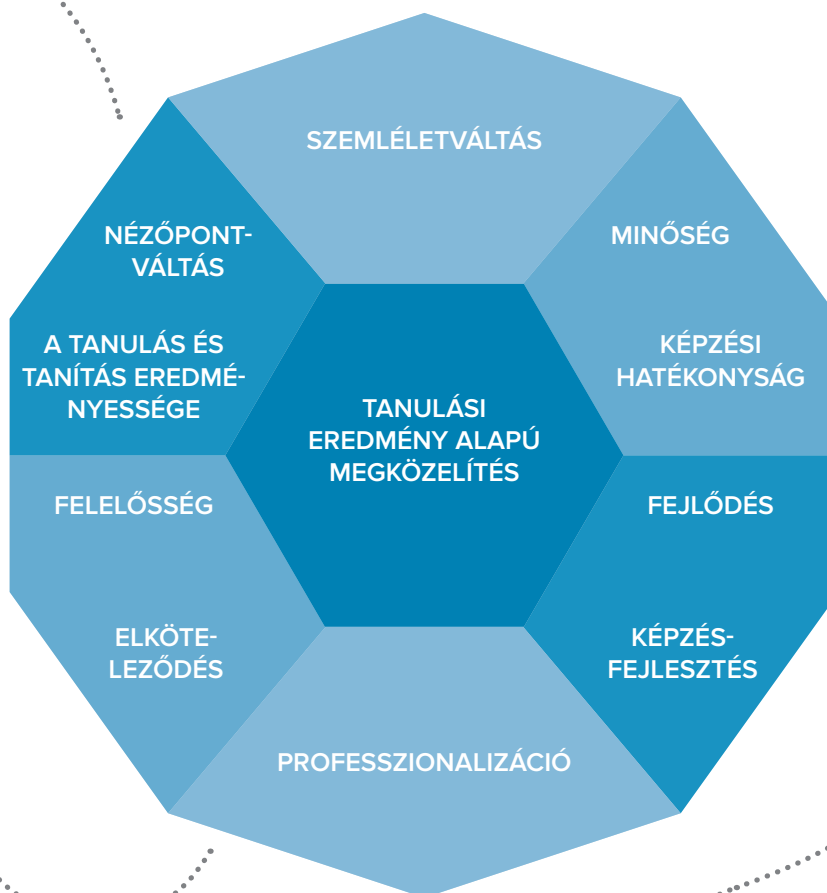 SZEMLÉLETVÁLTÁS
NÉZŐPONT-
VÁLTÁS
A TANULÁS ÉS
TANÍTÁS EREDMÉ-
NYESSÉGE
MINŐSÉG
KÉPZÉSI
HATÉKONYSÁG
TANULÁSI
EREDMÉNY ALAPÚ
MEGKÖZELÍTÉS
FELELŐSSÉG
ELKÖTE-
LEZŐDÉS
FEJLŐDÉS
KÉPZÉS-
FEJLESZTÉS
PROFESSZIONALIZÁCIÓ